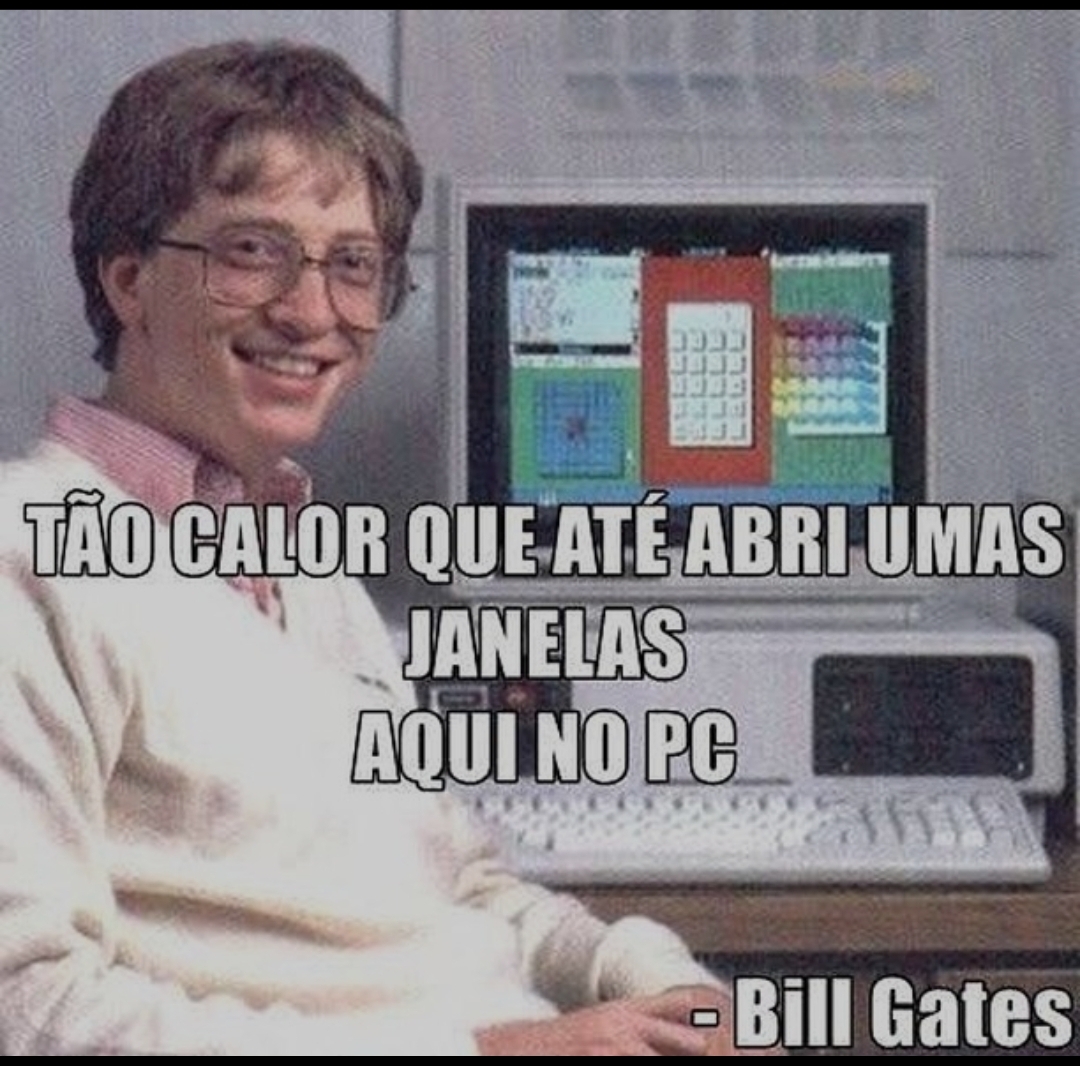 TÃO CALOR QUE ATÉ ABRI UMAS
JANELAS
AQUI NO PC
- Bill Gates